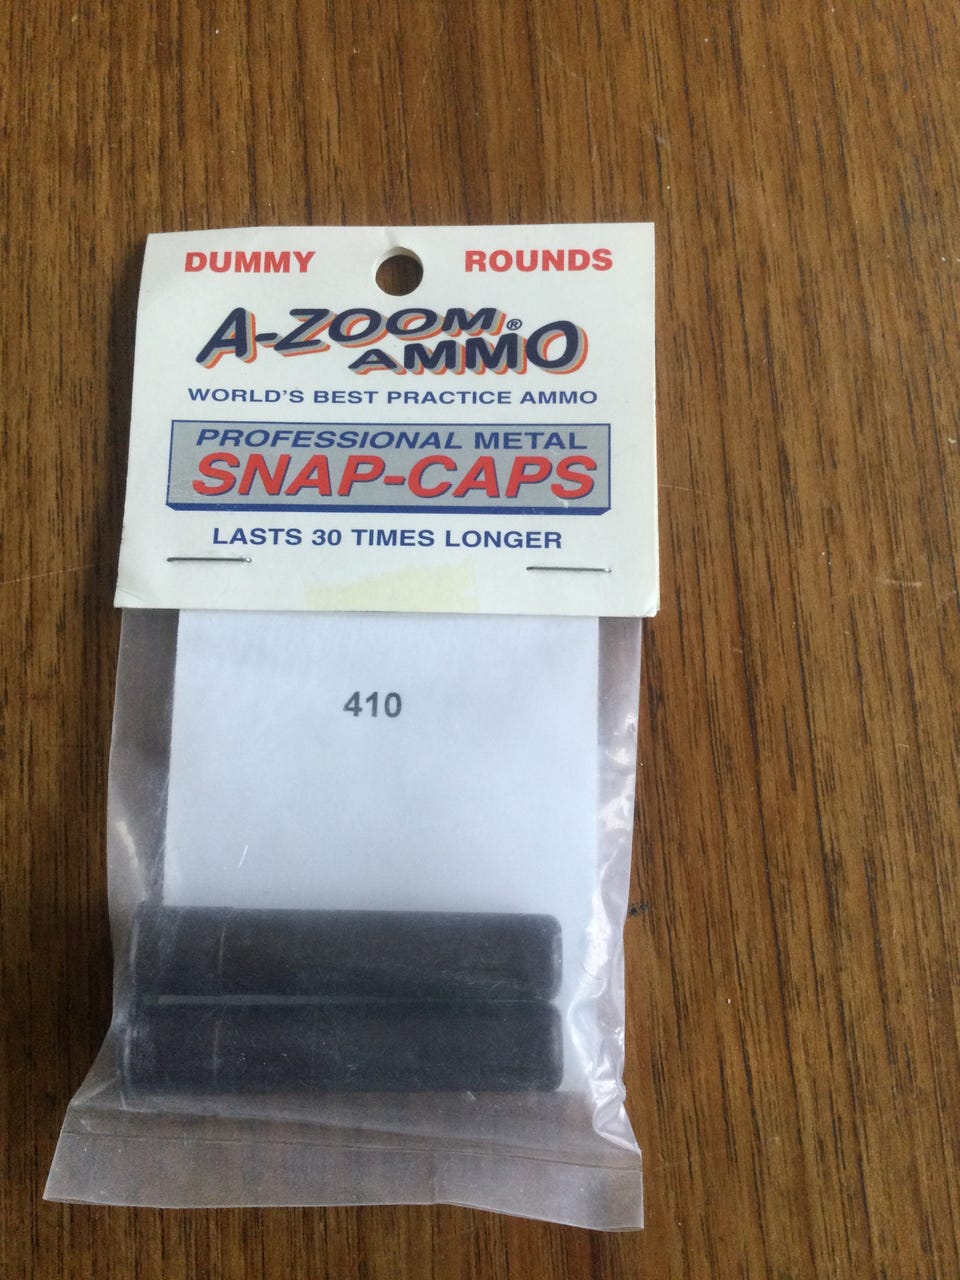 DUMMY ROUNDS
A-ZOOM®
AMMO
WORLD'S BEST PRACTICE AMMO
PROFESSIONAL METAL
SNAP-CAPS
LASTS 30 TIMES LONGER
410